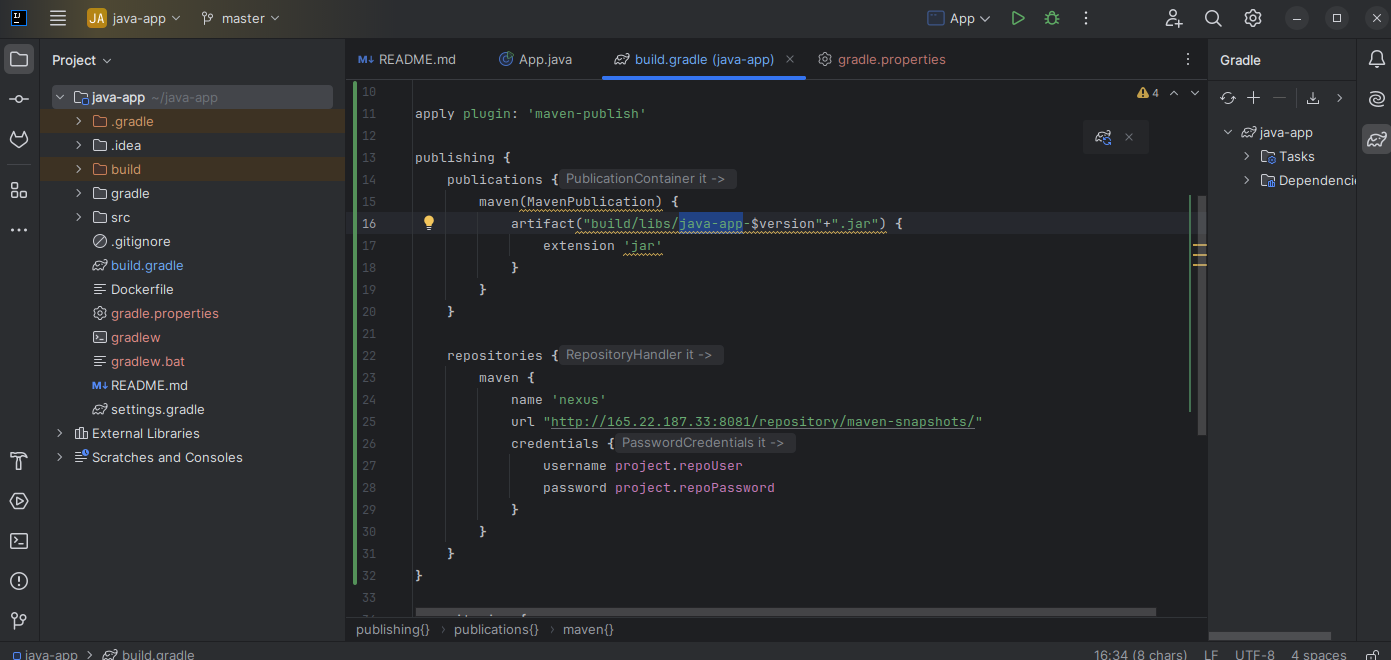 JA java-app master App
Project
README.md App.java build.gradle (java-app) gradle.properties
Gradle
java-app ~/java-app
.gradle
.idea
build
gradle
src
.gitignore
build.gradle
Dockerfile
gradle.properties
gradlew
gradlew.bat
M↓ README.md
settings.gradle
External Libraries
Scratches and Consoles
4
10
11 apply plugin: 'maven-publish'
12
13 publishing {
14 publications { PublicationContainer it ->
15 maven(MavenPublication) {
16 artifact("build/libs/java-app-$version"+".jar") {
17 extension 'jar'
18 }
19 }
20 }
21
22 repositories { RepositoryHandler it ->
23 maven {
24 name 'nexus'
25 url "http://165.22.187.33:8081/repository/maven-snapshots/"
26 credentials { PasswordCredentials it ->
27 username project.repoUser
28 password project.repoPassword
29 }
30 }
31 }
32 }
33
java-app
Tasks
Dependencie
publishing{} › publications{} › maven{}
java-app > build.gradle
16:34 (8 chars) LF UTF-8 4 spaces